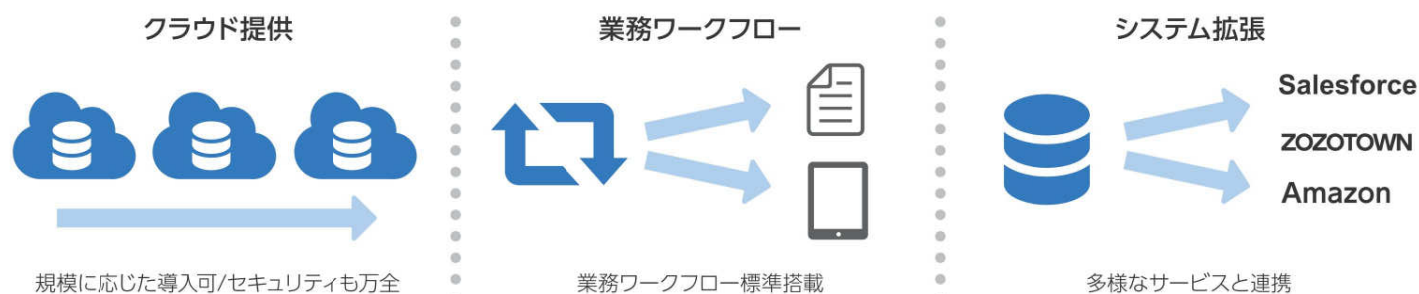 クラウド提供
規模に応じた導入可/セキュリティも万全
業務ワークフロー
業務ワークフロー標準搭載
システム拡張
Salesforce
ZOZOTOWN
Amazon
多様なサービスと連携